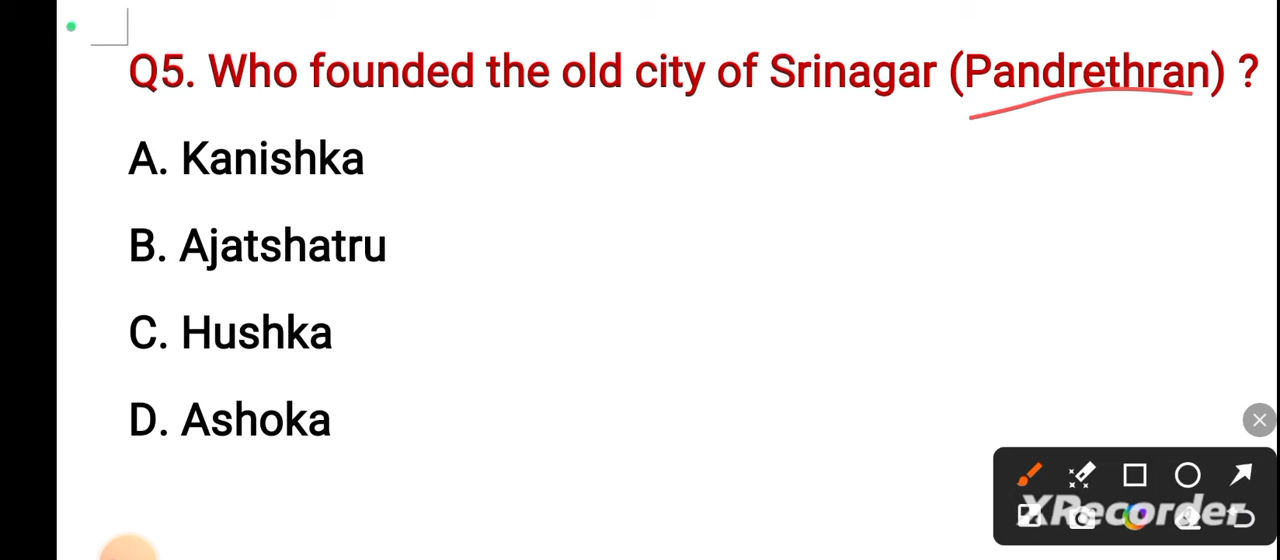 Q5. Who founded the old city of Srinagar (Pandrethran) ?
A. Kanishka
B. Ajatshatru
C. Hushka
D. Ashoka
XRecorder